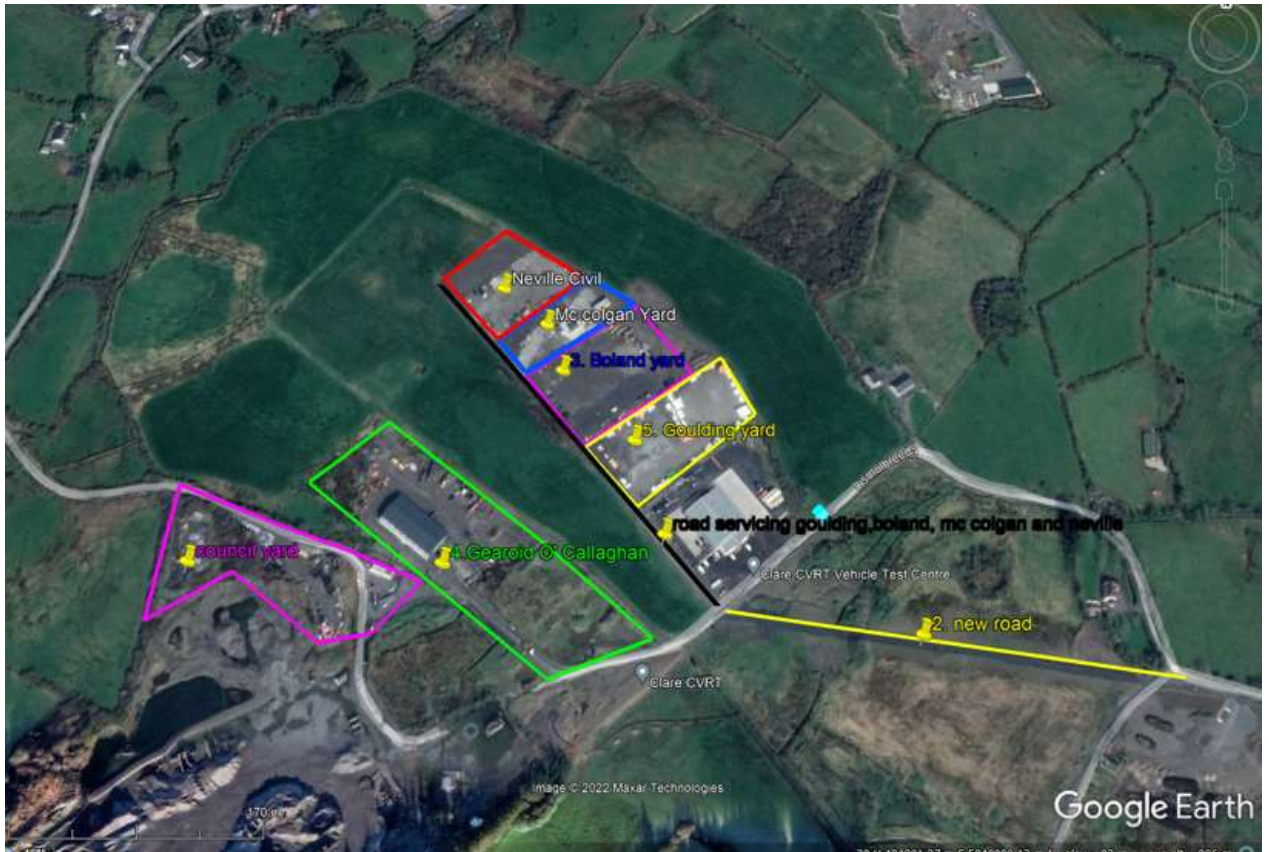 Neville Civil
Mc colgan Yard
3. Boland yard
5. Goulding yard
road servicing goulding,boland, mc colgan and neville
council yard
4.Gearoid O' Callaghan
Clare CVRT Vehicle Test Centre
2. new road
Clare CVRT
Image © 2022 Maxar Technologies
Google Earth